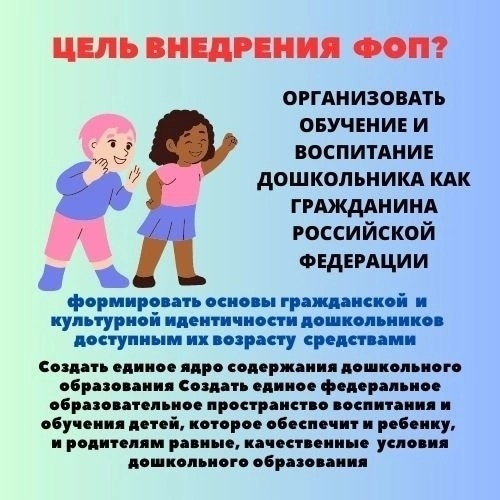 ЦЕЛЬ ВНЕДРЕНИЯ ФОП?
ОРГАНИЗОВАТЬ
ОБУЧЕНИЕ И
ВОСПИТАНИЕ
ДОШКОЛЬНИКА КАК
ГРАЖДАНИНА
РОССИЙСКОЙ
ФЕДЕРАЦИИ
формировать основы гражданской и
культурной идентичности дошкольников
доступным их возрасту средствами
Создать единое ядро содержания дошкольного
образования Создать единое федеральное
образовательное пространство воспитания и
обучения детей, которое обеспечит и ребенку,
и родителям равные, качественные условия
дошкольного образования